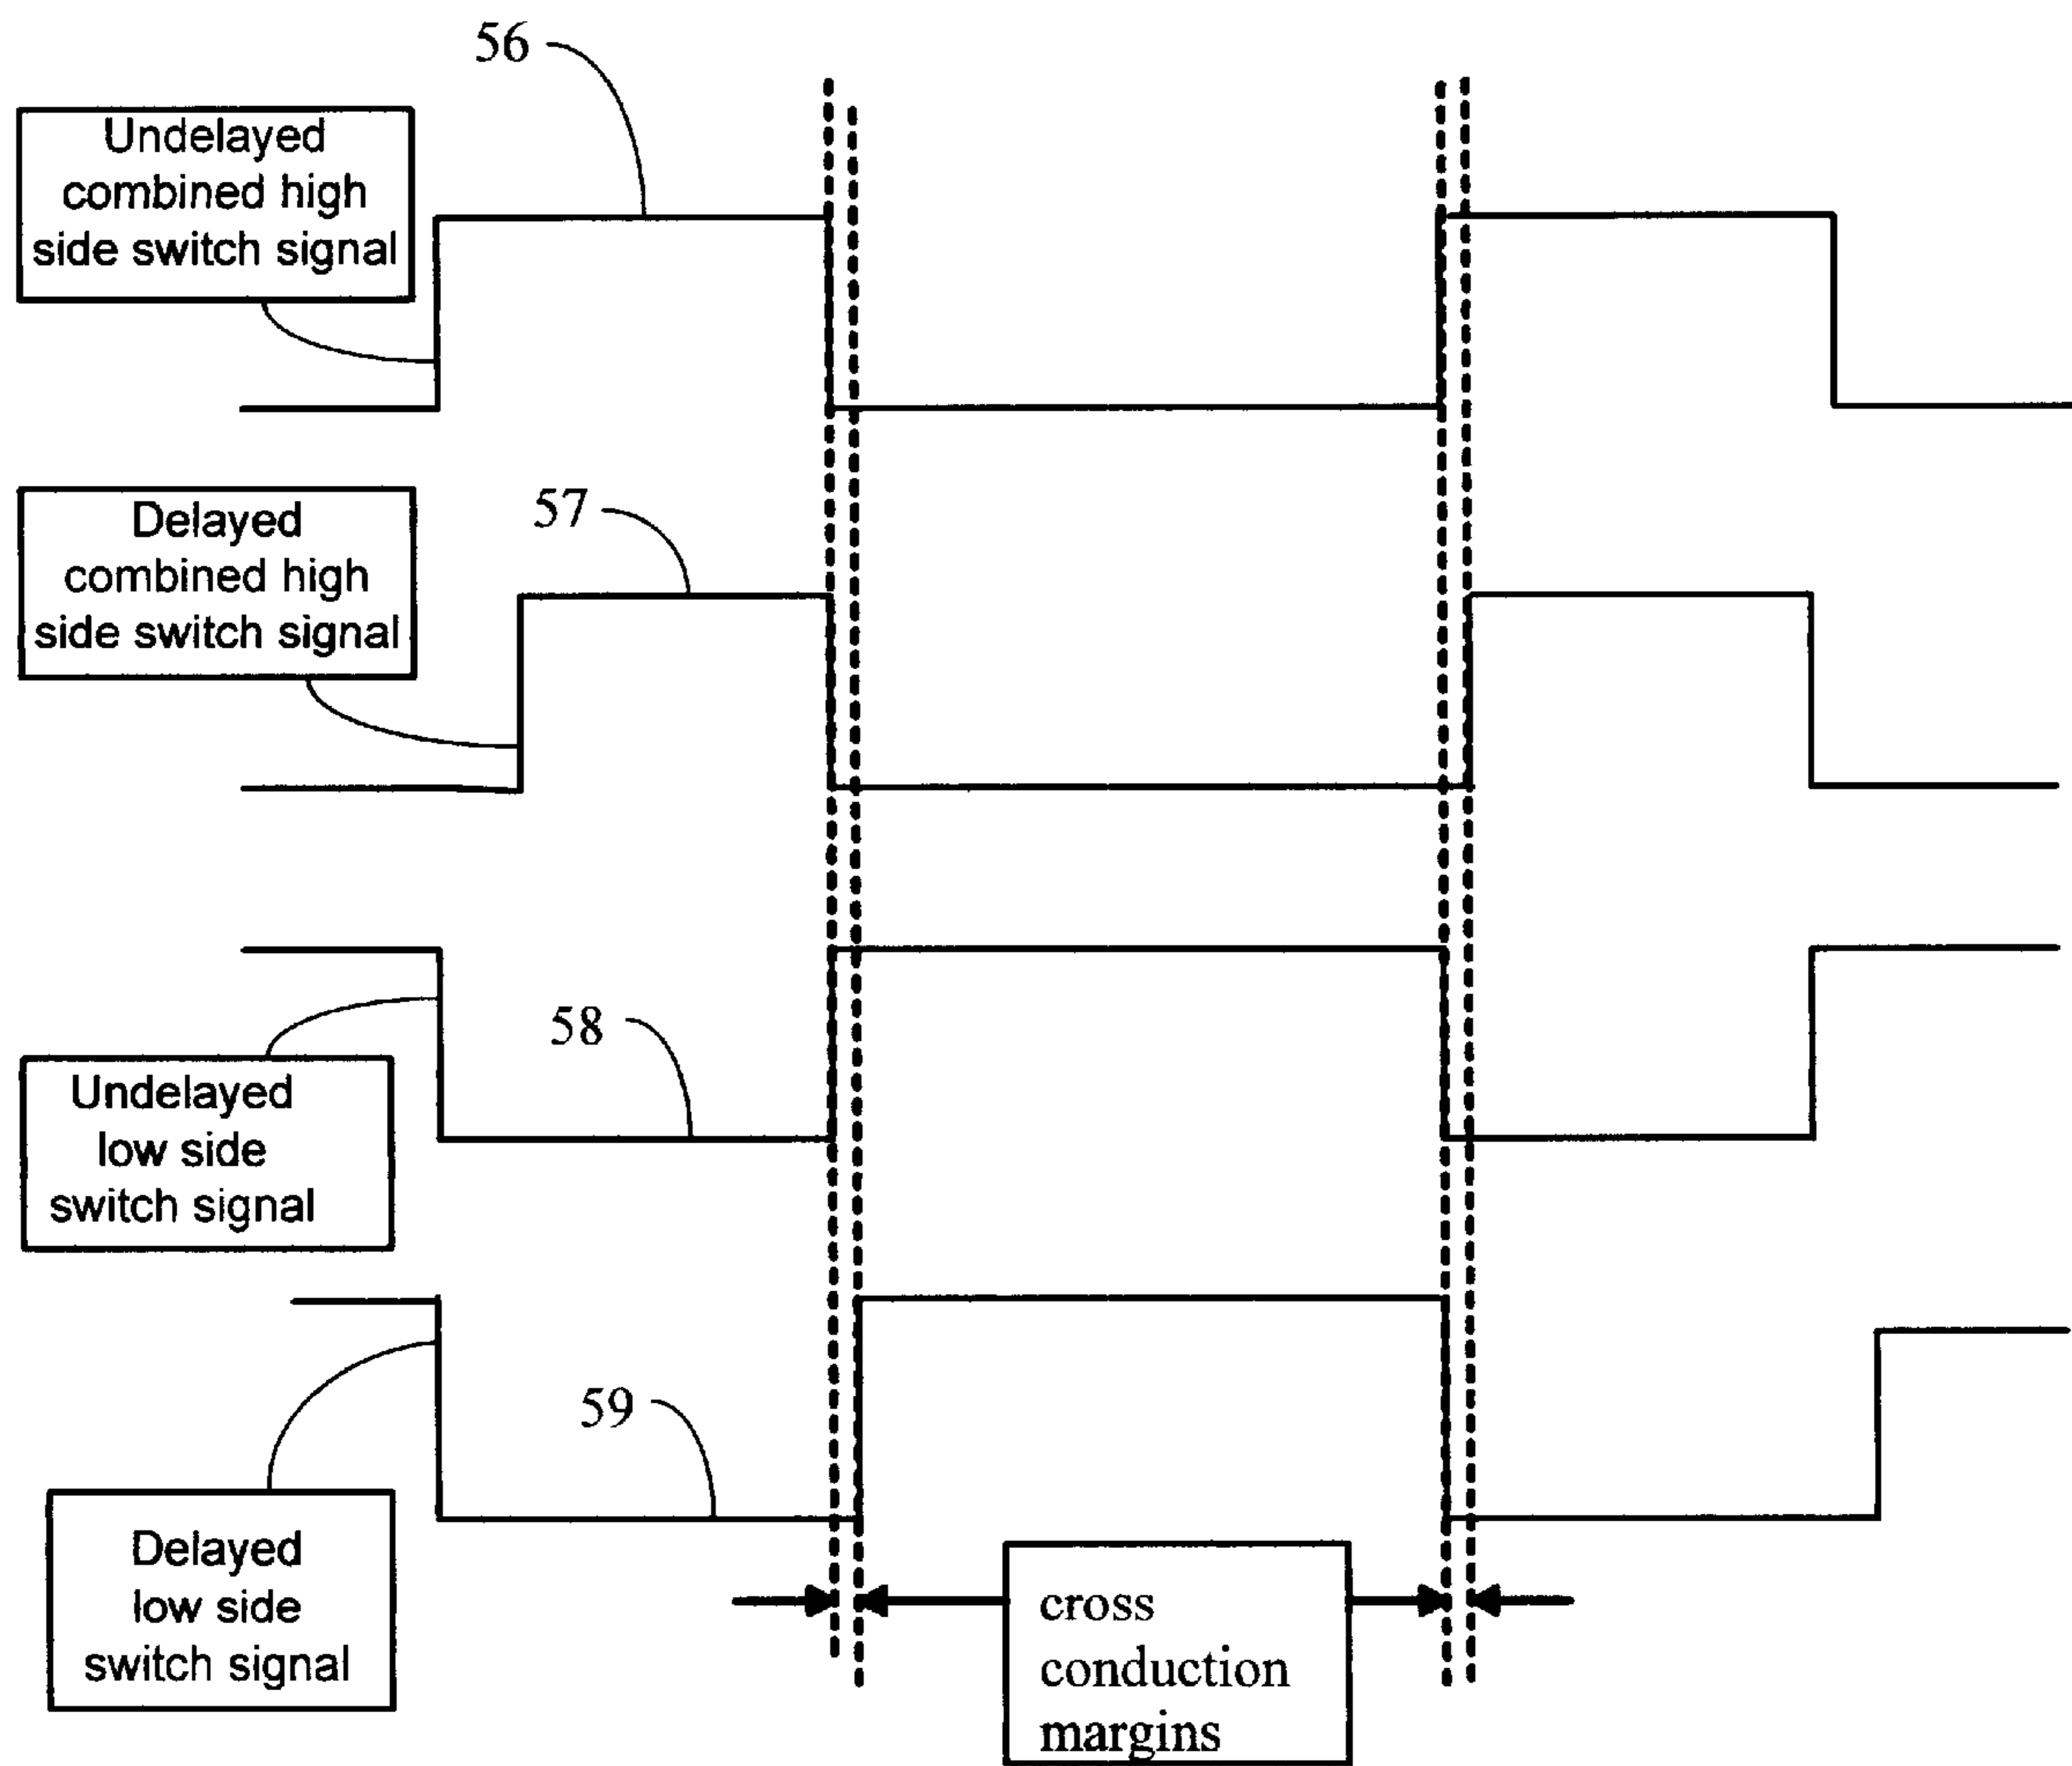 56
Undelayed
combined high
side switch signal
57
Delayed
combined high
side switch signal
58
Undelayed
low side
switch signal
59
Delayed
low side
switch signal
cross
conduction
margins